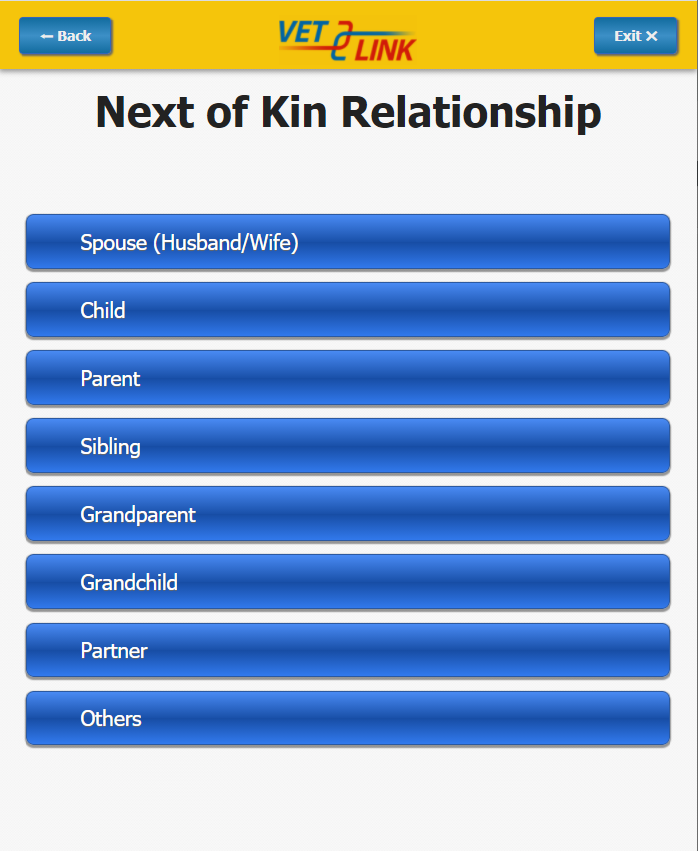 ← Back
VET LINK
Exit ✕
Next of Kin Relationship
Spouse (Husband/Wife)
Child
Parent
Sibling
Grandparent
Grandchild
Partner
Others